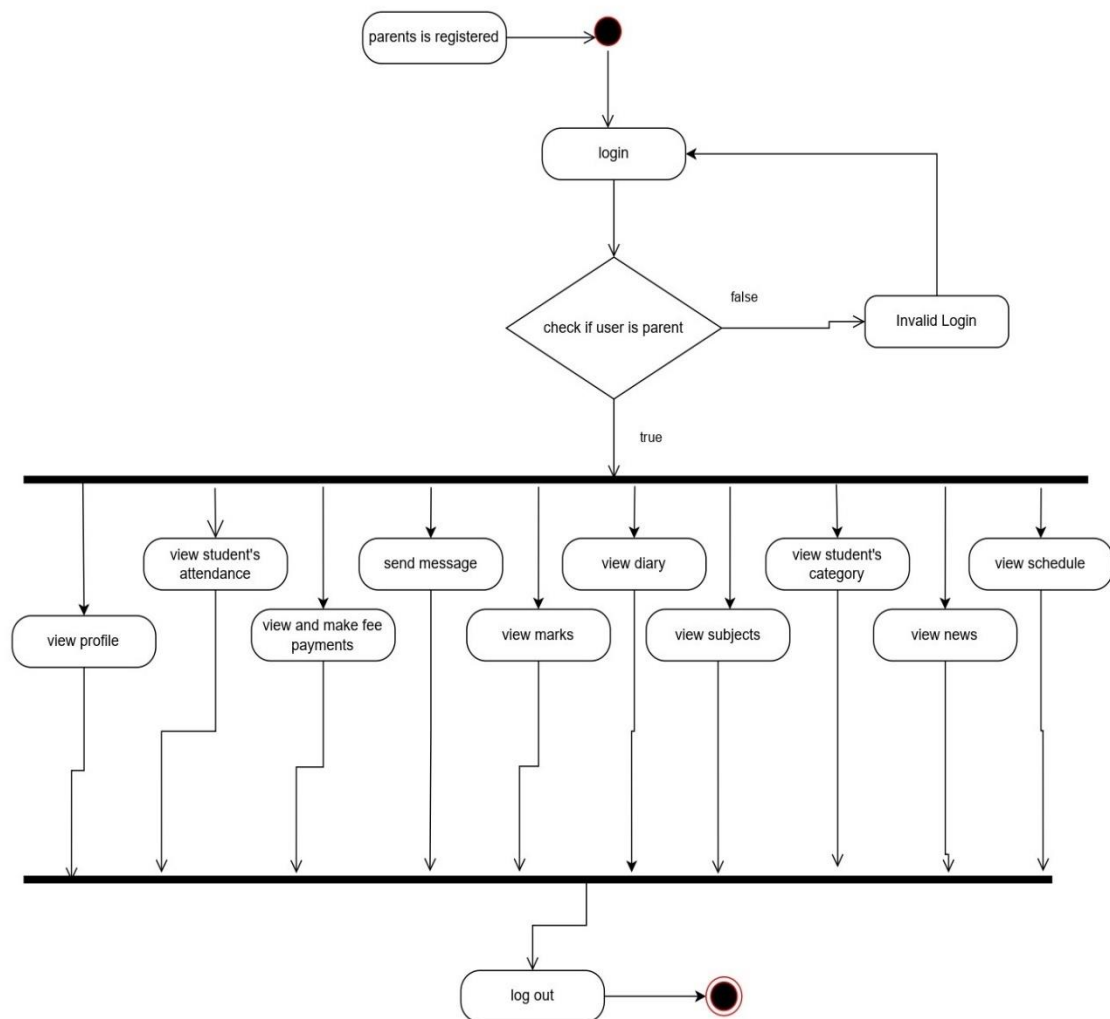 parents is registered
login
false
check if user is parent
Invalid Login
true
view student's
attendance
send message
view diary
view student's
category
view schedule
view profile
view and make fee
payments
view marks
view subjects
view news
log out